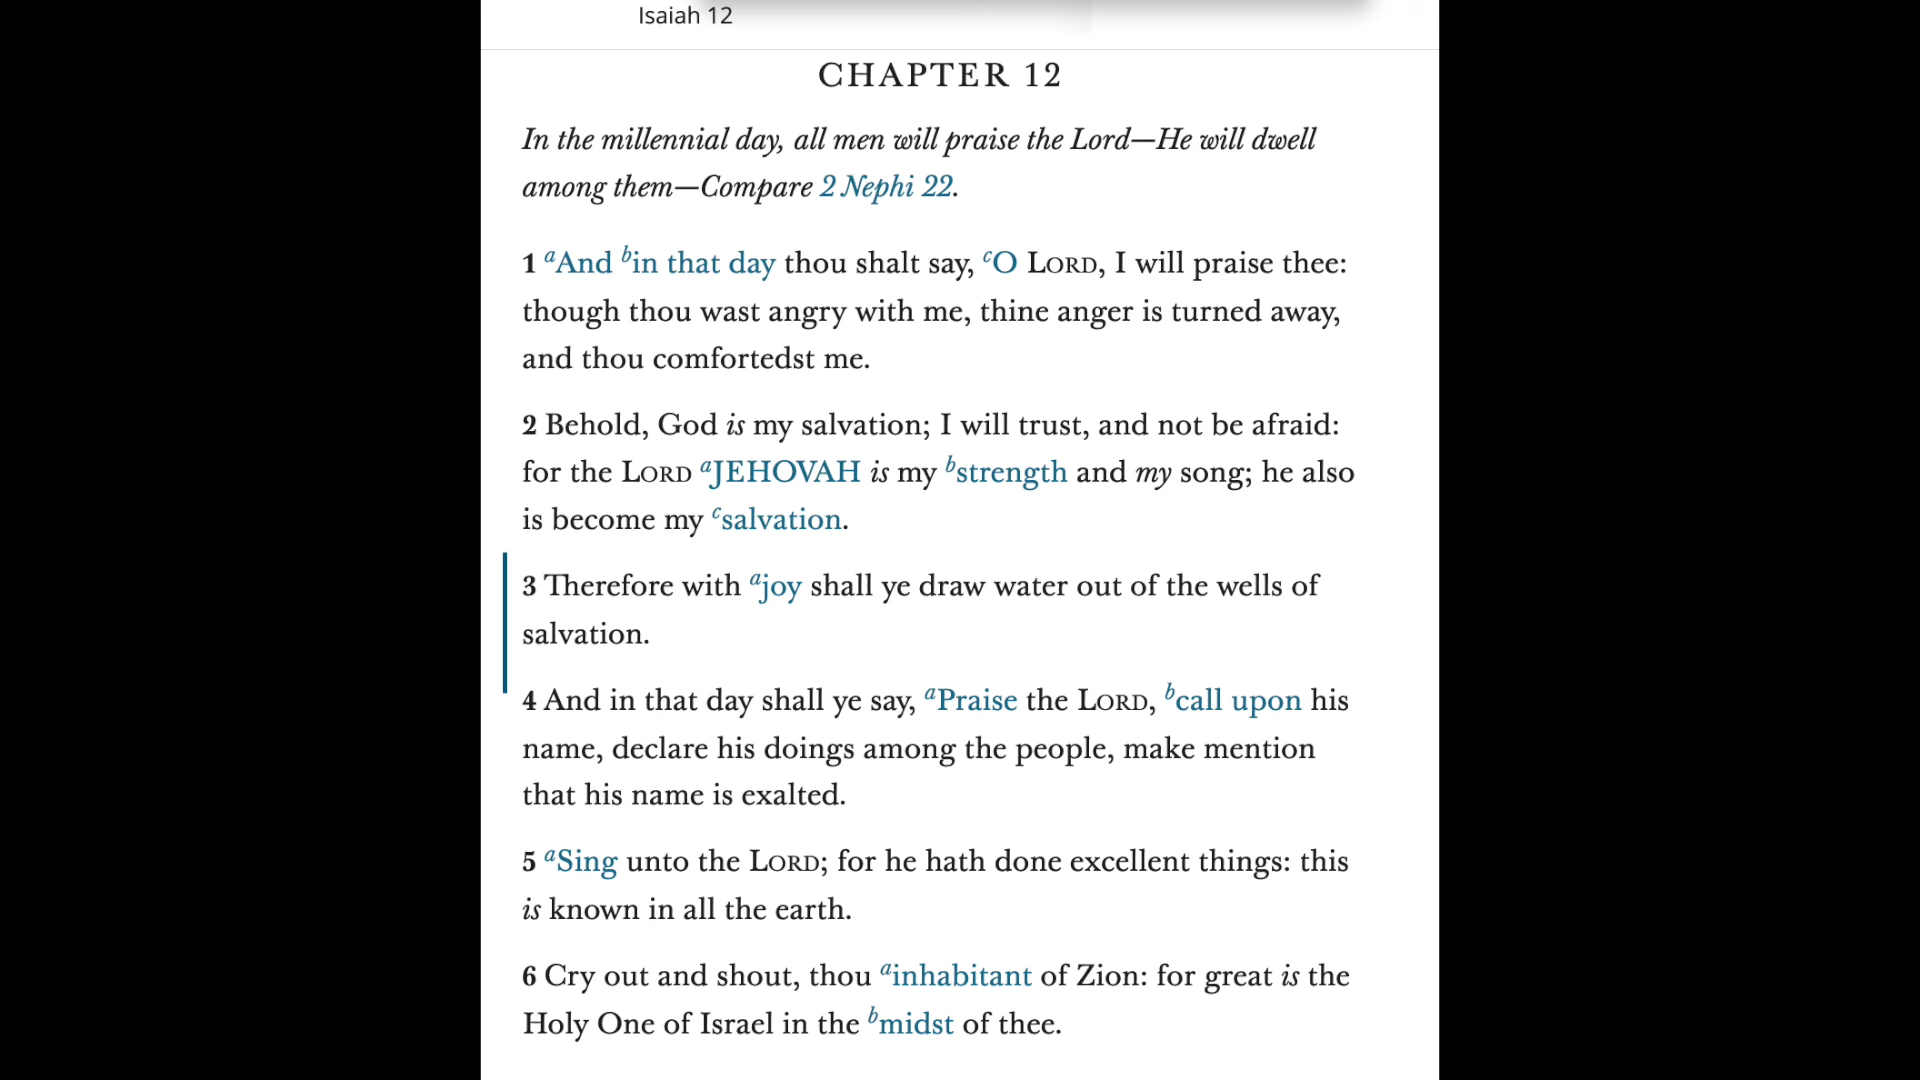 Isaiah 12
CHAPTER 12
In the millennial day, all men will praise the Lord—He will dwell
among them—Compare 2 Nephi 22.
1 aAnd bin that day thou shalt say, cO LORD, I will praise thee:
though thou wast angry with me, thine anger is turned away,
and thou comfortedst me.
2 Behold, God is my salvation; I will trust, and not be afraid:
for the LORD aJEHOVAH is my bstrength and my song; he also
is become my csalvation.
3 Therefore with ajoy shall ye draw water out of the wells of
salvation.
4 And in that day shall ye say, aPraise the LORD, bcall upon his
name, declare his doings among the people, make mention
that his name is exalted.
5 aSing unto the LORD; for he hath done excellent things: this
is known in all the earth.
6 Cry out and shout, thou ainhabitant of Zion: for great is the
Holy One of Israel in the bmidst of thee.